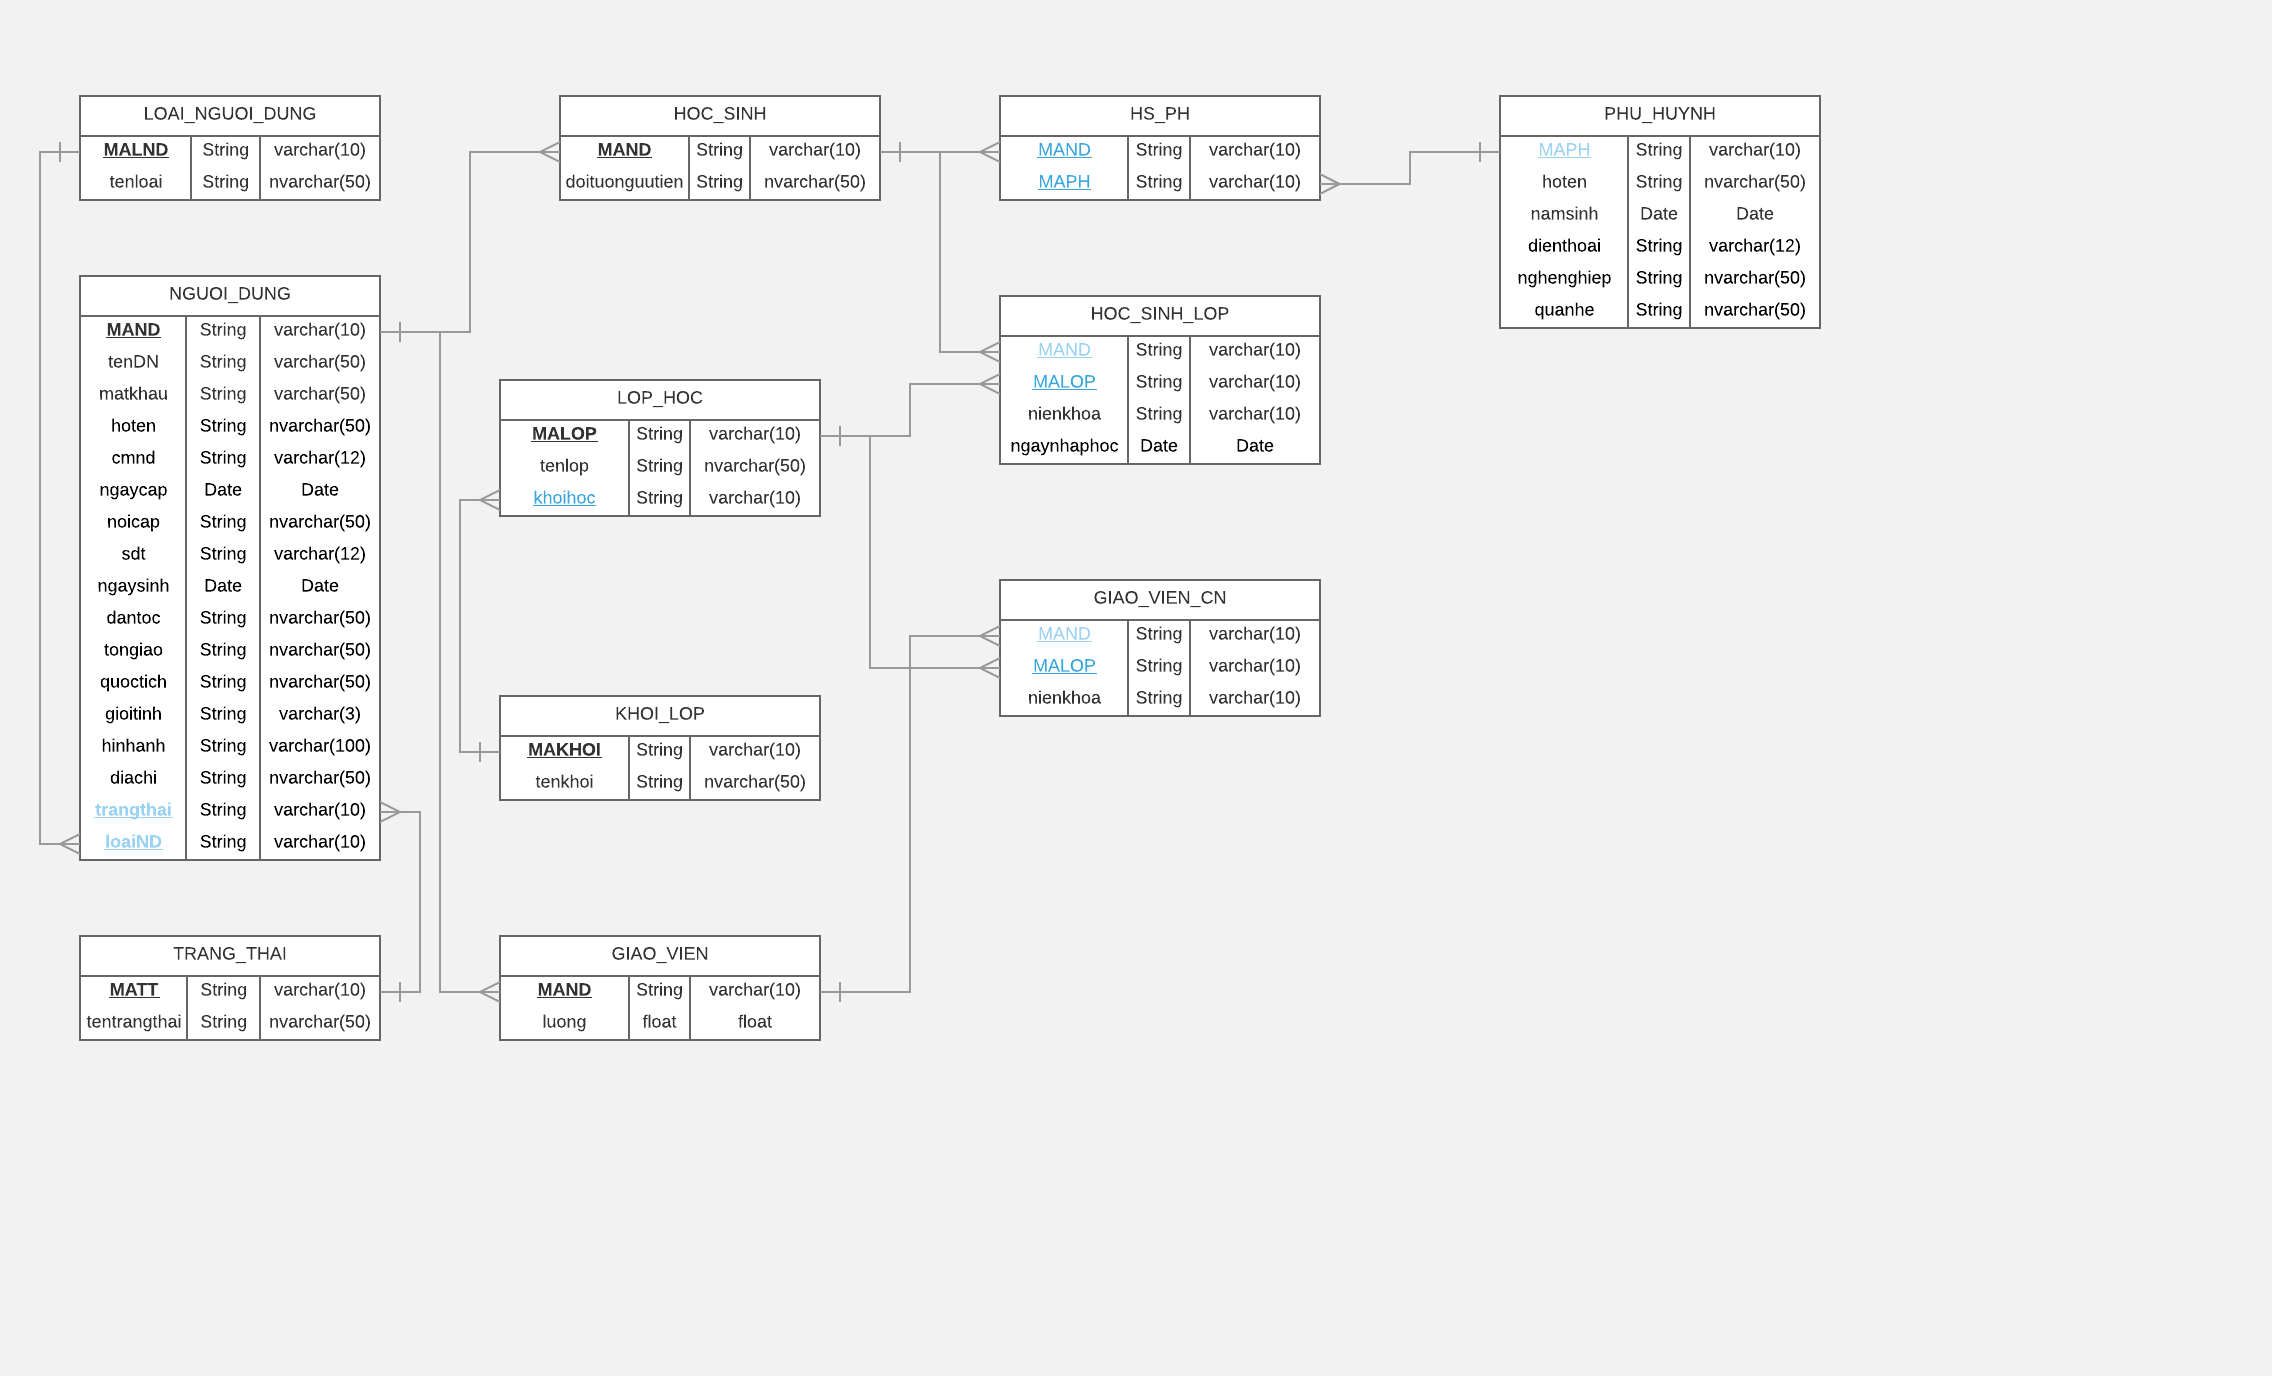 LOAI_NGUOI_DUNG
MALND String varchar(10)
tenloai String nvarchar(50)
NGUOI_DUNG
MAND String varchar(10)
tenDN String varchar(50)
matkhau String varchar(50)
hoten String nvarchar(50)
cmnd String varchar(12)
ngaycap Date Date
noicap String nvarchar(50)
sdt String varchar(12)
ngaysinh Date Date
dantoc String nvarchar(50)
tongiao String nvarchar(50)
quoctich String nvarchar(50)
gioitinh String varchar(3)
hinhanh String varchar(100)
diachi String nvarchar(50)
trangthai String varchar(10)
loaiND String varchar(10)
TRANG_THAI
MATT String varchar(10)
tentrangthai String nvarchar(50)
HOC_SINH
MAND String varchar(10)
doituonguutien String nvarchar(50)
LOP_HOC
MALOP String varchar(10)
tenlop String nvarchar(50)
khoihoc String varchar(10)
KHOI_LOP
MAKHOI String varchar(10)
tenkhoi String nvarchar(50)
GIAO_VIEN
MAND String varchar(10)
luong float float
HS_PH
MAND String varchar(10)
MAPH String varchar(10)
HOC_SINH_LOP
MAND String varchar(10)
MALOP String varchar(10)
nienkhoa String varchar(10)
ngaynhaphoc Date Date
GIAO_VIEN_CN
MAND String varchar(10)
MALOP String varchar(10)
nienkhoa String varchar(10)
PHU_HUYNH
MAPH String varchar(10)
hoten String nvarchar(50)
namsinh Date Date
dienthoai String varchar(12)
nghenghiep String nvarchar(50)
quanhe String nvarchar(50)